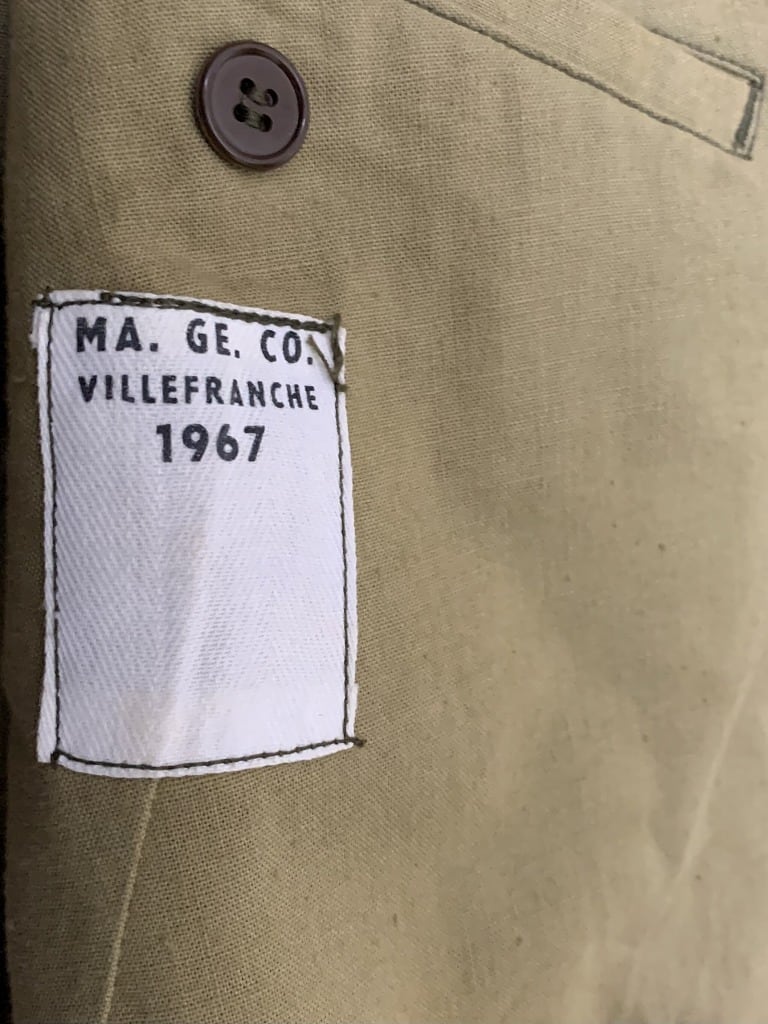 MA. GE. CO.
VILLEFRANCHE
1967